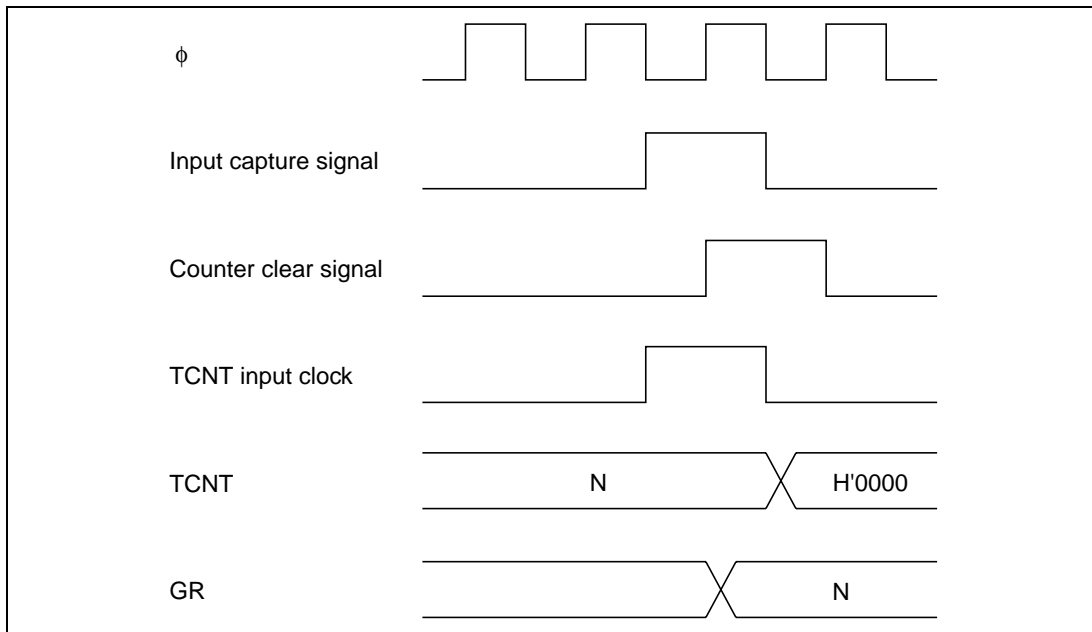 ϕ
Input capture signal
Counter clear signal
TCNT input clock
TCNT N H'0000
GR N